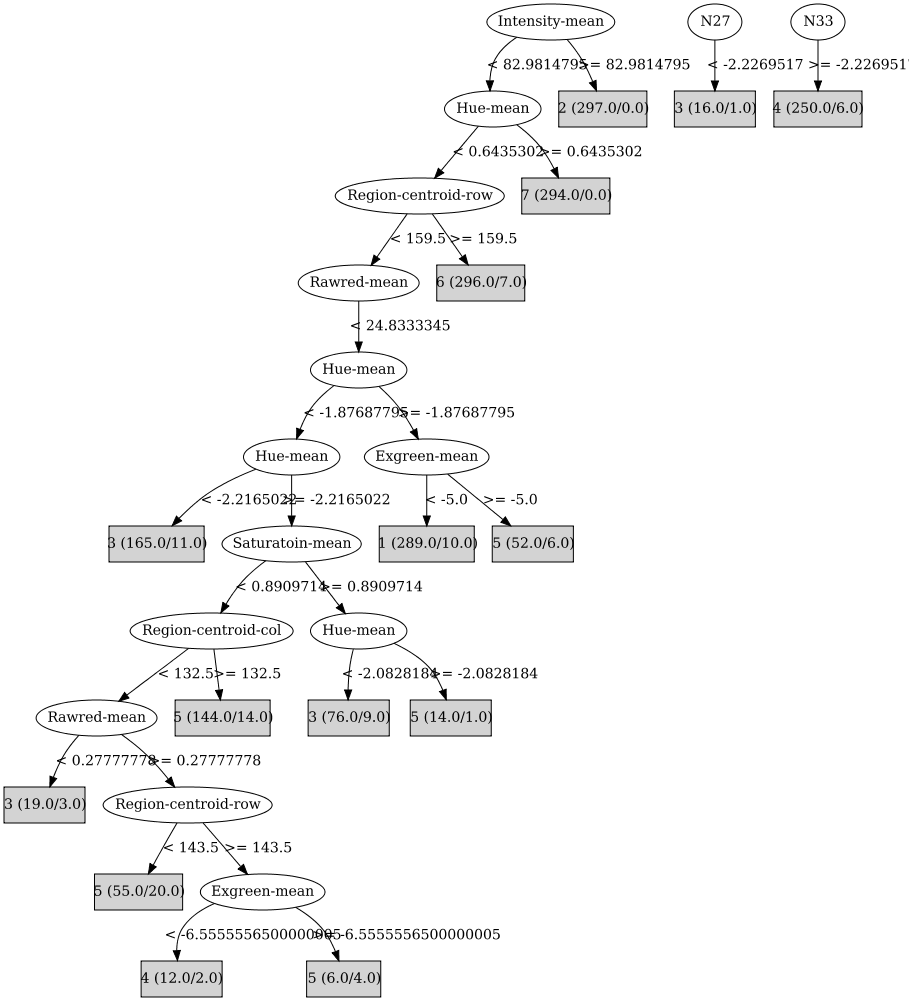 Intensity-mean N27 N33
< 82.9814795 >= 82.9814795 < -2.2269517 >= -2.2269517
Hue-mean 2 (297.0/0.0) 3 (16.0/1.0) 4 (250.0/6.0)
< 0.6435302 >= 0.6435302
Region-centroid-row 7 (294.0/0.0)
< 159.5 >= 159.5
Rawred-mean 6 (296.0/7.0)
< 24.8333345
Hue-mean
< -1.87687795 >= -1.87687795
Hue-mean Exgreen-mean
< -2.2165022 >= -2.2165022 < -5.0 >= -5.0
3 (165.0/11.0) Saturatoin-mean 1 (289.0/10.0) 5 (52.0/6.0)
< 0.8909714 >= 0.8909714
Region-centroid-col Hue-mean
< 132.5 >= 132.5 < -2.0828184 >= -2.0828184
Rawred-mean 5 (144.0/14.0) 3 (76.0/9.0) 5 (14.0/1.0)
< 0.27777778 >= 0.27777778
3 (19.0/3.0) Region-centroid-row
< 143.5 >= 143.5
5 (55.0/20.0) Exgreen-mean
< -6.5555556500000005 >= -6.5555556500000005
4 (12.0/2.0) 5 (6.0/4.0)